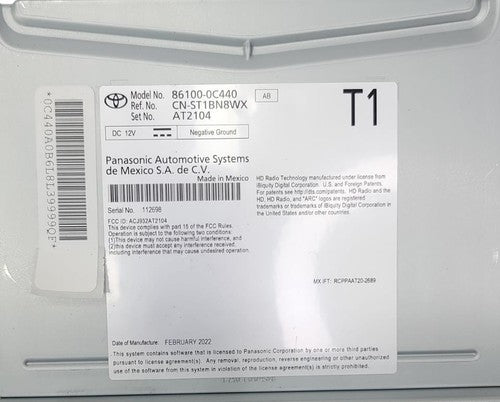 Model No. 86100-0C440
AB
T1
Ref. No. CN-ST1BN8WX
Set No. AT2104
DC 12V
Negative Ground
Panasonic Automotive Systems
de Mexico S.A. de C.V.
Made in Mexico
Serial No. 112698
FCC ID: ACJ932AT2104
This device complies with part 15 of the FCC Rules.
Operation is subject to the following two conditions:
(1)This device may not cause harmful interference, and
(2)this device must accept any interference received,
including interference that may cause undesired operation.
HD Radio Technology manufactured under license from
iBiquity Digital Corporation. U.S. and Foreign Patents.
For patents see http://dts.com/patents. HD Radio and the
HD, HD Radio, and "ARC" logos are registered
trademarks or trademarks of iBiquity Digital Corporation in
the United States and/or other countries.
MX IFT: RCPPAAT20-2689
Date of Manufacture: FEBRUARY 2022
This system contains software that is licensed to Panasonic Corporation by other entities
pursuant to license agreement(s). Any removal, reproduction, reverse engineering or other unauthorized
use of the software in this system in violation of the license agreement(s) is strictly prohibited.